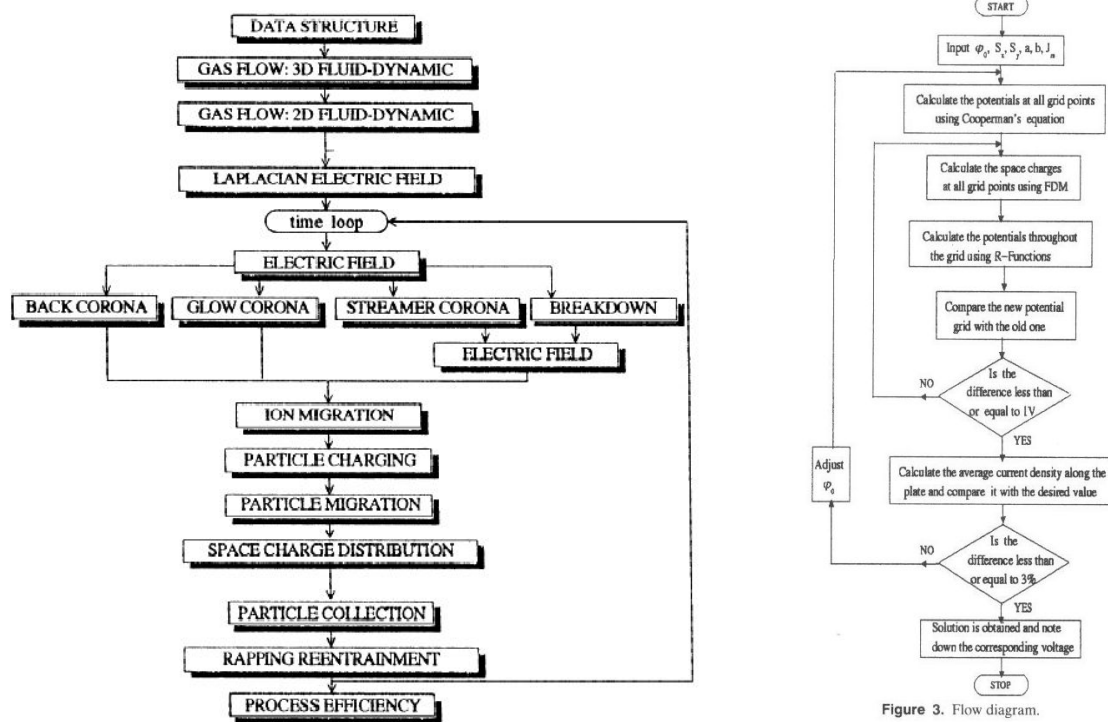 DATA STRUCTURE
GAS FLOW: 3D FLUID-DYNAMIC
GAS FLOW: 2D FLUID-DYNAMIC
LAPLACIAN ELECTRIC FIELD
time loop
ELECTRIC FIELD
BACK CORONA
GLOW CORONA
STREAMER CORONA
BREAKDOWN
ELECTRIC FIELD
ION MIGRATION
PARTICLE CHARGING
PARTICLE MIGRATION
SPACE CHARGE DISTRIBUTION
PARTICLE COLLECTION
RAPPING REENTRAINMENT
PROCESS EFFICIENCY
START
Input φ₀, Sₓ, Sᵧ, a, b, Jₙ
Calculate the potentials at all grid points
using Cooperman's equation
Calculate the space charges
at all grid points using FDM
Calculate the potentials throughout
the grid using R-Functions
Compare the new potential
grid with the old one
Is the
difference less than
or equal to 1V
NO
YES
Adjust
φ₀
Calculate the average current density along the
plate and compare it with the desired value
Is the
difference less than
or equal to 3%
NO
YES
Solution is obtained and note
down the corresponding voltage
STOP
Figure 3. Flow diagram.